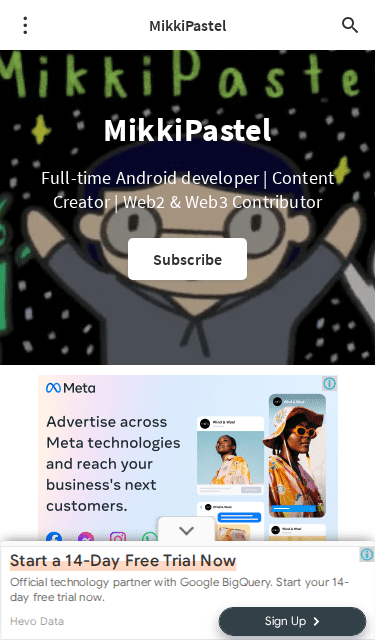 MikkiPastel
MikkiPaste
MikkiPastel
Full-time Android developer | Content
Creator | Web2 & Web3 Contributor
Subscribe
Meta
Advertise across
Meta technologies
and reach your
business's next
customers.
Wind & Wool
Wind & Wool
Start a 14-Day Free Trial Now
Official technology partner with Google BigQuery. Start your 14-
day free trial now.
Hevo Data
Sign Up